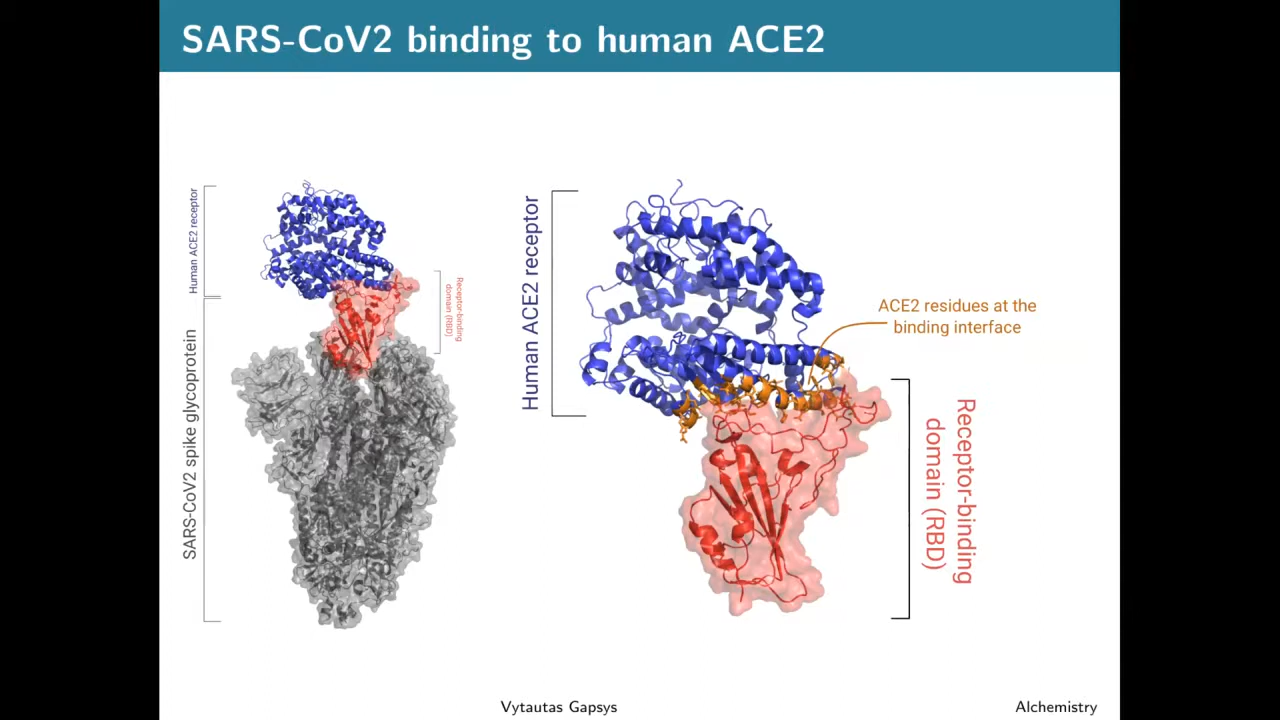 SARS-CoV2 binding to human ACE2
Human ACE2 receptor
SARS-CoV2 spike glycoprotein
Receptor-binding
domain (RBD)
Human ACE2 receptor
ACE2 residues at the
binding interface
Receptor-binding
domain (RBD)
Vytautas Gapsys
Alchemistry